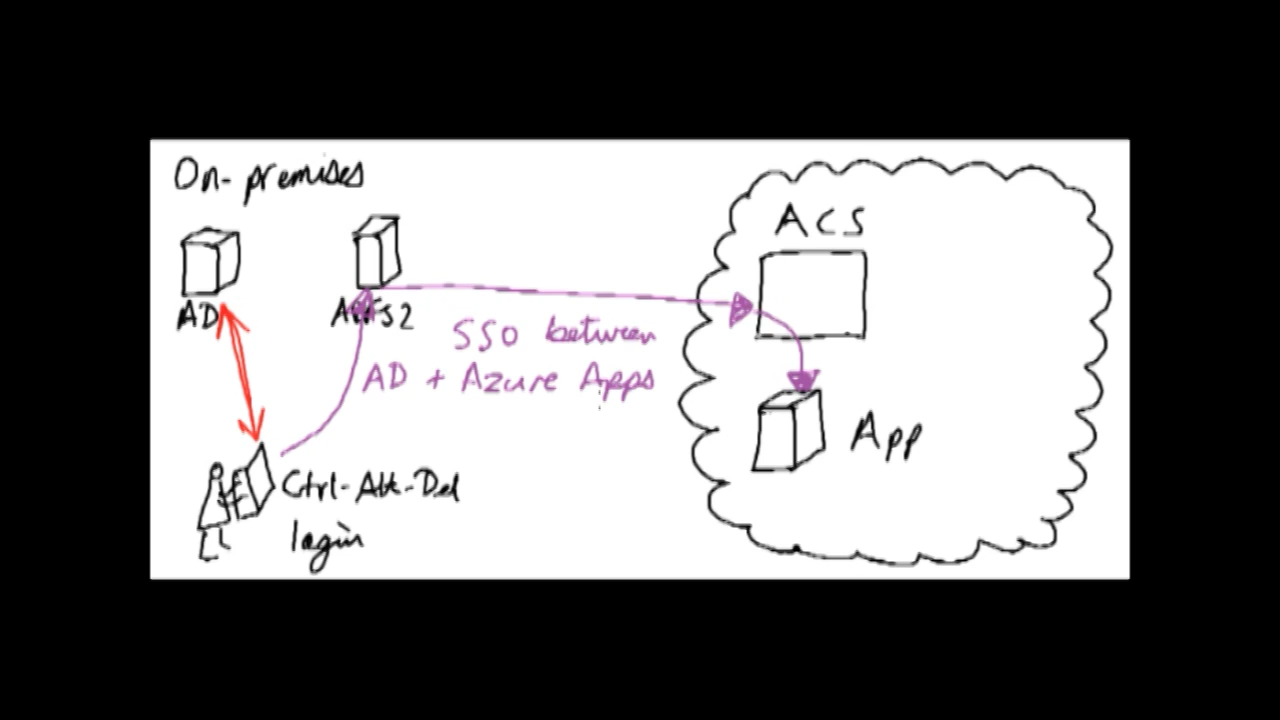 On-premises
ACS
AD
ADFS2
SSO between
AD + Azure Apps
App
Ctrl-Alt-Del
login